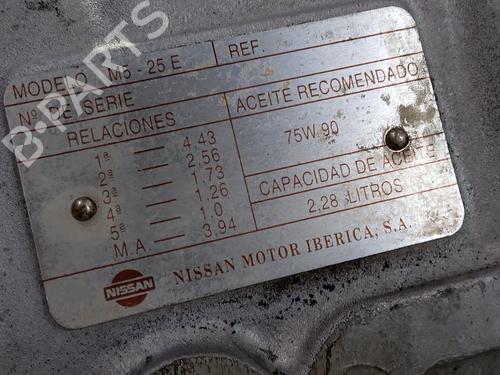 MODELO M5 - 25 E
REF.
Nº DE SERIE
RELACIONES
1ª 4.43
2ª 2.56
3ª 1.73
4ª 1.26
5ª 1.0
M.A. 3.94
ACEITE RECOMENDADO
75W 90
CAPACIDAD DE ACEITE
2,28 LITROS
NISSAN
NISSAN MOTOR IBERICA, S.A.